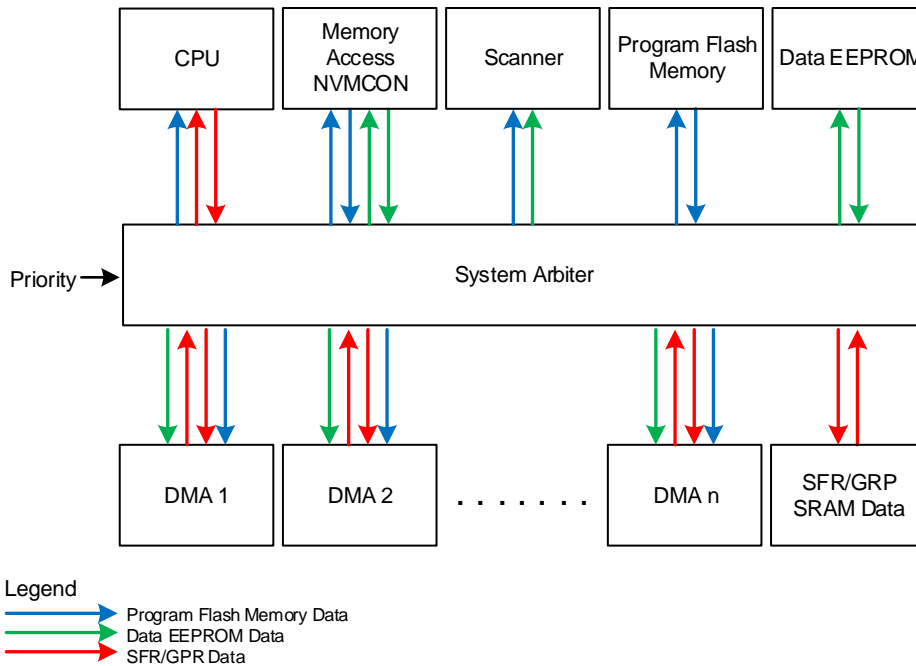 CPU
Memory
Access
NVMCON
Scanner
Program Flash
Memory
Data EEPROM
Priority
System Arbiter
DMA 1
DMA 2
. . . . . . .
DMA n
SFR/GRP
SRAM Data
Legend
Program Flash Memory Data
Data EEPROM Data
SFR/GPR Data